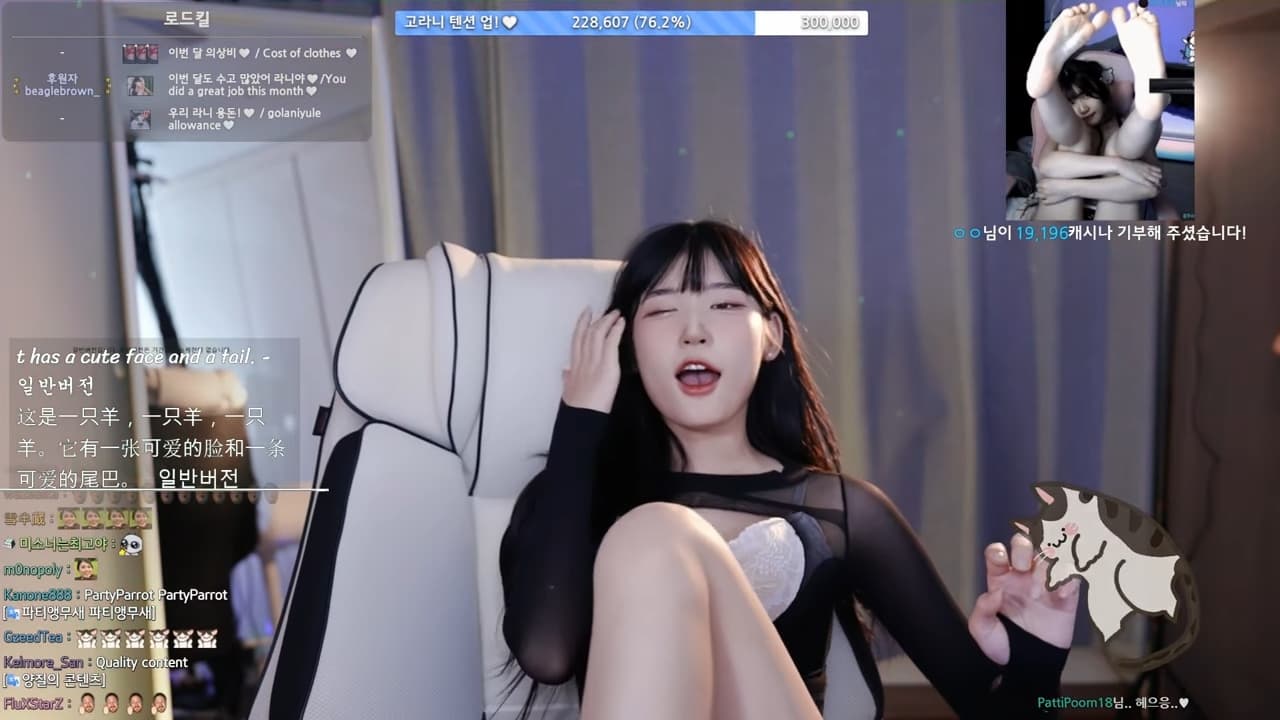 로드킬
고라니 텐션 업!♥ 228,607 (76.2%) 300,000
-
이번 달 의상비♥ / Cost of clothes ♥
후원자
beaglebrown_
이번 달도 수고 많았어 라니야♥/You
did a great job this month♥
-
우리 라니 용돈!♥ / golaniyule
allowance♥
ㅇㅇ님이 19,196캐시나 기부해 주셨습니다!
t has a cute face and a tail. -
일반버전
这是一只羊，一只羊，一只
羊。它有一张可爱的脸和一条
可爱的尾巴。 일반버전
미소니는최고야 :
m0nopoly :
Kanone888 : PartyParrot PartyParrot
[파티앵무새 파티앵무새]
GzeedTea :
Kelmore_San : Quality content
[양질의 콘텐츠]
FluXStarZ :
PattiPoom18님.. 헤으응..♥